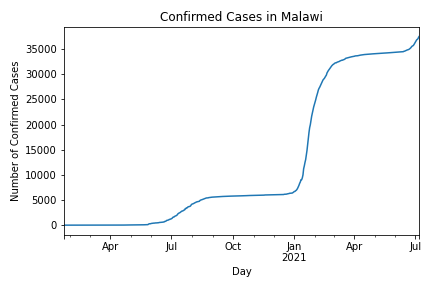 Confirmed Cases in Malawi
Number of Confirmed Cases
35000
30000
25000
20000
15000
10000
5000
0
Apr Jul Oct Jan Apr Jul
2021
Day